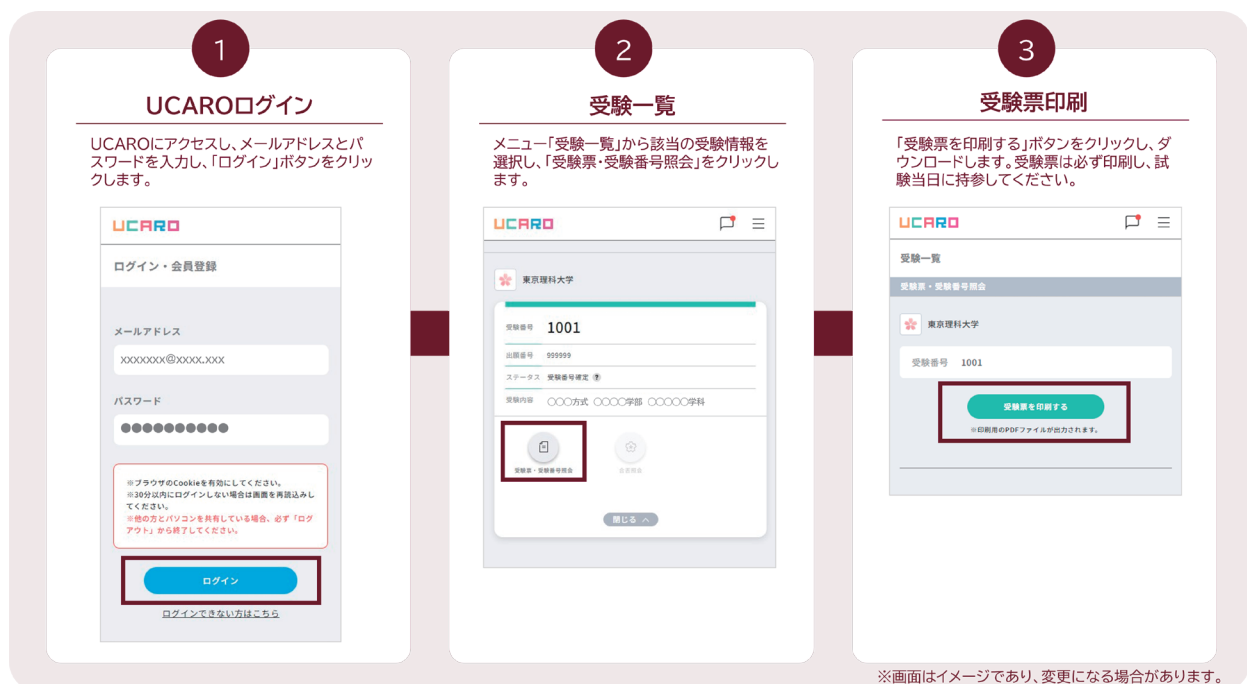 1
UCAROログイン
UCAROにアクセスし、メールアドレスとパ
スワードを入力し、「ログイン」ボタンをクリッ
クします。
UCARO
ログイン・会員登録
メールアドレス
xxxxxxx@xxxx.xxx
パスワード
●●●●●●●●●●
※ブラウザのCookieを有効にしてください。
※30分以内にログインしない場合は画面を再読込みし
てください。
※他の方とパソコンを共有している場合、必ず「ログ
アウト」から終了してください。
ログイン
ログインできない方はこちら
2
受験一覧
メニュー「受験一覧」から該当の受験情報を
選択し、「受験票・受験番号照会」をクリックし
ます。
UCARO
東京理科大学
受験番号 1001
出願番号 999999
ステータス 受験番号確定 ?
受験内容 〇〇〇方式 〇〇〇〇学部 〇〇〇〇〇学科
受験票・受験番号照会
合否照会
閉じる
3
受験票印刷
「受験票を印刷する」ボタンをクリックし、ダ
ウンロードします。受験票は必ず印刷し、試
験当日に持参してください。
UCARO
受験一覧
受験票・受験番号照会
東京理科大学
受験番号 1001
受験票を印刷する
※印刷用のPDFファイルが出力されます。
※画面はイメージであり、変更になる場合があります。